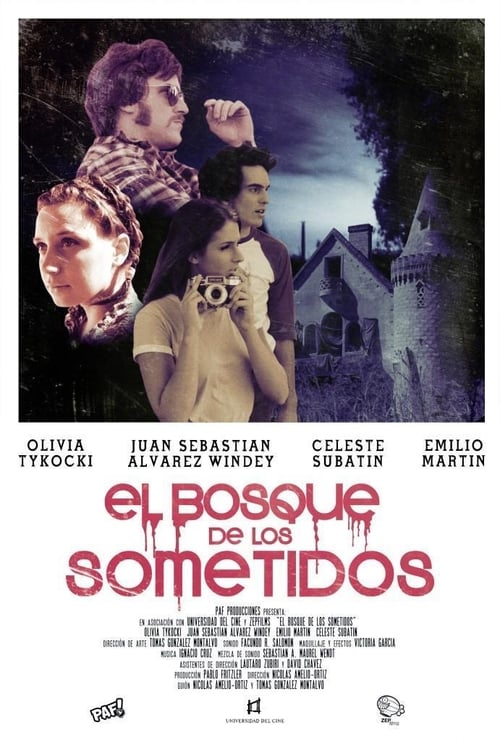 OLIVIA TYKOCKI
JUAN SEBASTIAN ALVAREZ WINDEY
CELESTE SUBATIN
EMILIO MARTIN
EL BOSQUE
DE LOS
SOMETIDOS
PAF PRODUCCIONES PRESENTA:
EN ASOCIACIÓN CON UNIVERSIDAD DEL CINE Y ZEPFILMS "EL BOSQUE DE LOS SOMETIDOS"
OLIVIA TYKOCKI JUAN SEBASTIAN ALVAREZ WINDEY EMILIO MARTIN CELESTE SUBATIN
DIRECCIÓN DE ARTE: TOMAS GONZALEZ MONTALVO SONIDO FACUNDO R. SALOMON MAQUILLAJE Y EFECTOS VICTORIA GARCIA
MUSICA IGNACIO CRUZ MEZCLA DE SONIDO SEBASTIAN A. MAUREL WENDT
ASISTENTES DE DIRECCIÓN LAUTARO ZUBIRI Y DAVID CHAVEZ
PRODUCCIÓN PABLO FRITZLER DIRECCIÓN NICOLAS AMELIO-ORTIZ
GUIÓN NICOLAS AMELIO-ORTIZ Y TOMAS GONZALEZ MONTALVO
PAF!
UNIVERSIDAD DEL CINE
ZEP films